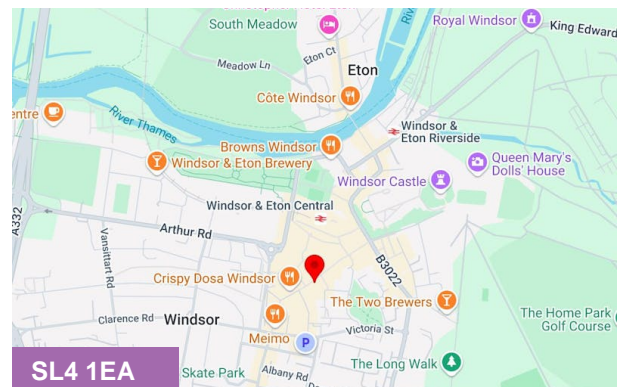 South Meadow
Royal Windsor
King Edward
Meadow Ln
Eton Ct
Eton
Côte Windsor
entre
River Thames
Windsor &
Eton Riverside
Browns Windsor
Windsor & Eton Brewery
Queen Mary's
Dolls' House
Windsor Castle
A332
Windsor & Eton Central
Arthur Rd
Vansittart Rd
B3022
Crispy Dosa Windsor
The Two Brewers
Clarence Rd
Windsor
The Home Park
Golf Course
Meimo
Victoria St
P
SL4 1EA
Skate Park
Albany Rd
The Long Walk